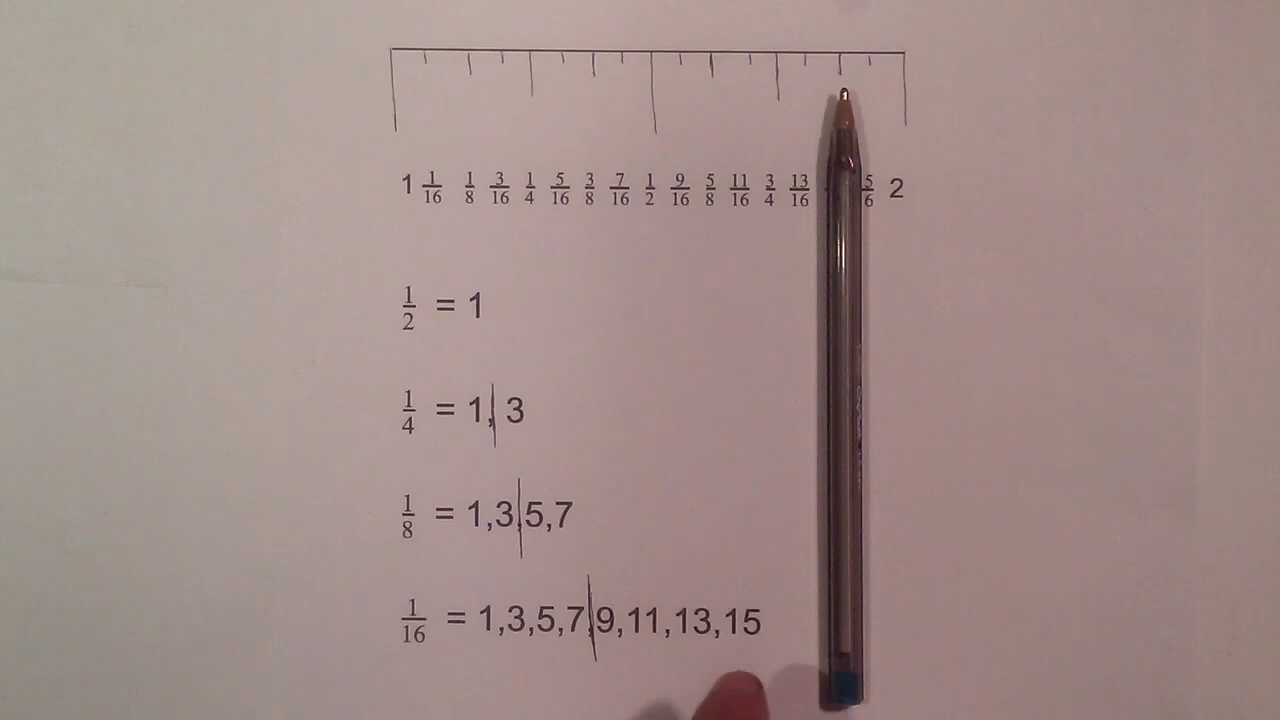 1 1/16 1/8 3/16 1/4 5/16 3/8 7/16 1/2 9/16 5/8 11/16 3/4 13/16 5/6 2
1/2 = 1
1/4 = 1, 3
1/8 = 1,3,5,7
1/16 = 1,3,5,7,9,11,13,15